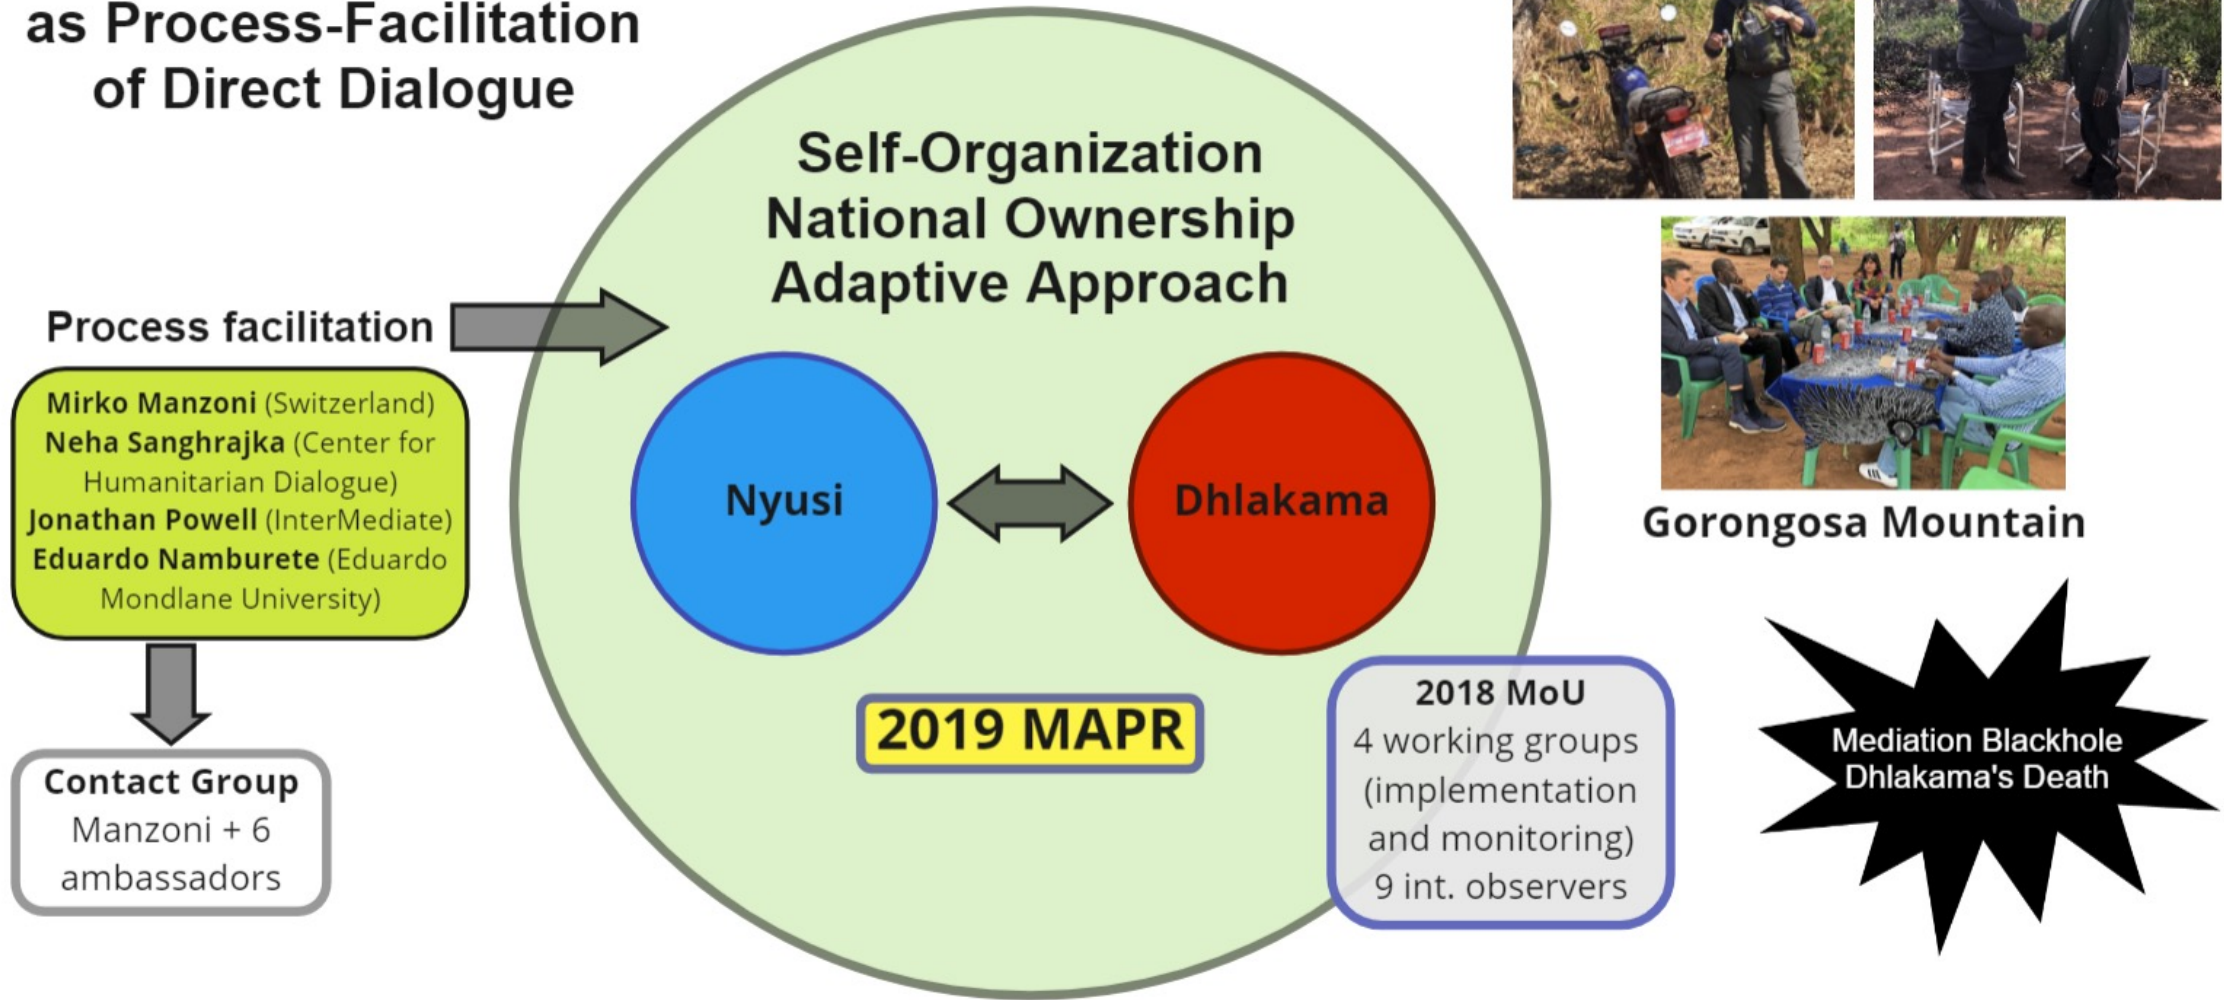 as Process-Facilitation
of Direct Dialogue
Self-Organization
National Ownership
Adaptive Approach
Process facilitation
Mirko Manzoni (Switzerland)
Neha Sanghrajka (Center for
Humanitarian Dialogue)
Jonathan Powell (InterMediate)
Eduardo Namburete (Eduardo
Mondlane University)
Contact Group
Manzoni + 6
ambassadors
Nyusi
Dhlakama
2019 MAPR
2018 MoU
4 working groups
(implementation
and monitoring)
9 int. observers
Gorongosa Mountain
Mediation Blackhole
Dhlakama's Death